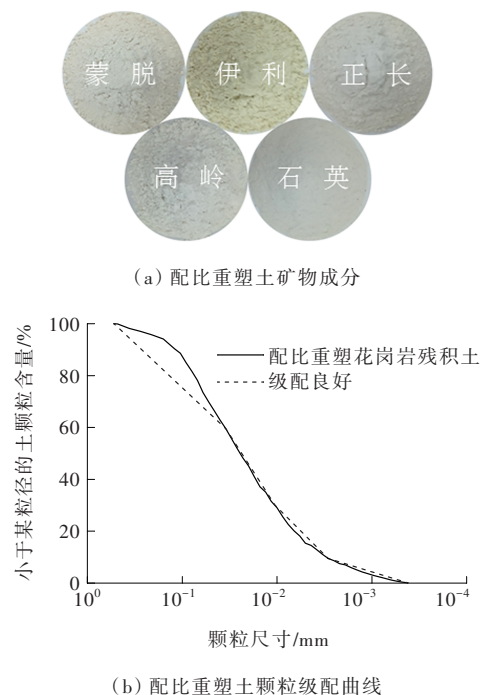 蒙 脱
伊 利
正 长
高 岭
石 英
(a)配比重塑土矿物成分
小于某粒径的土颗粒含量/%
100
80
60
40
20
0
配比重塑花岗岩残积土
级配良好
10⁰
10⁻¹
10⁻²
10⁻³
10⁻⁴
颗粒尺寸/mm
(b)配比重塑土颗粒级配曲线